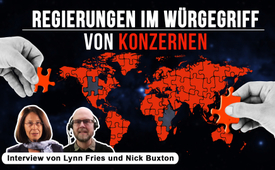 REGIERUNGEN IM WÜRGEGRIFF
VON KONZERNEN
Interview von Lynn Fries und Nick Buxton